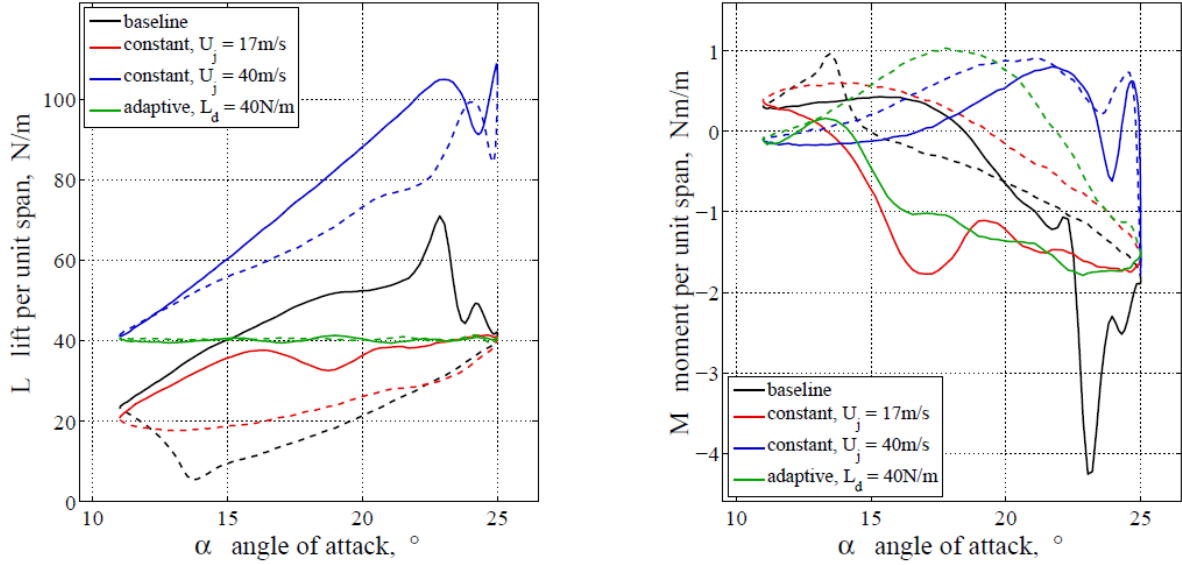 baseline
constant, U_j = 17m/s
constant, U_j = 40m/s
adaptive, L_d = 40N/m
L lift per unit span, N/m
100
80
60
40
20
0
10 15 20 25
α angle of attack, °
M moment per unit span, Nm/m
1
0
−1
−2
−3
−4
baseline
constant, U_j = 17m/s
constant, U_j = 40m/s
adaptive, L_d = 40N/m
10 15 20 25
α angle of attack, °